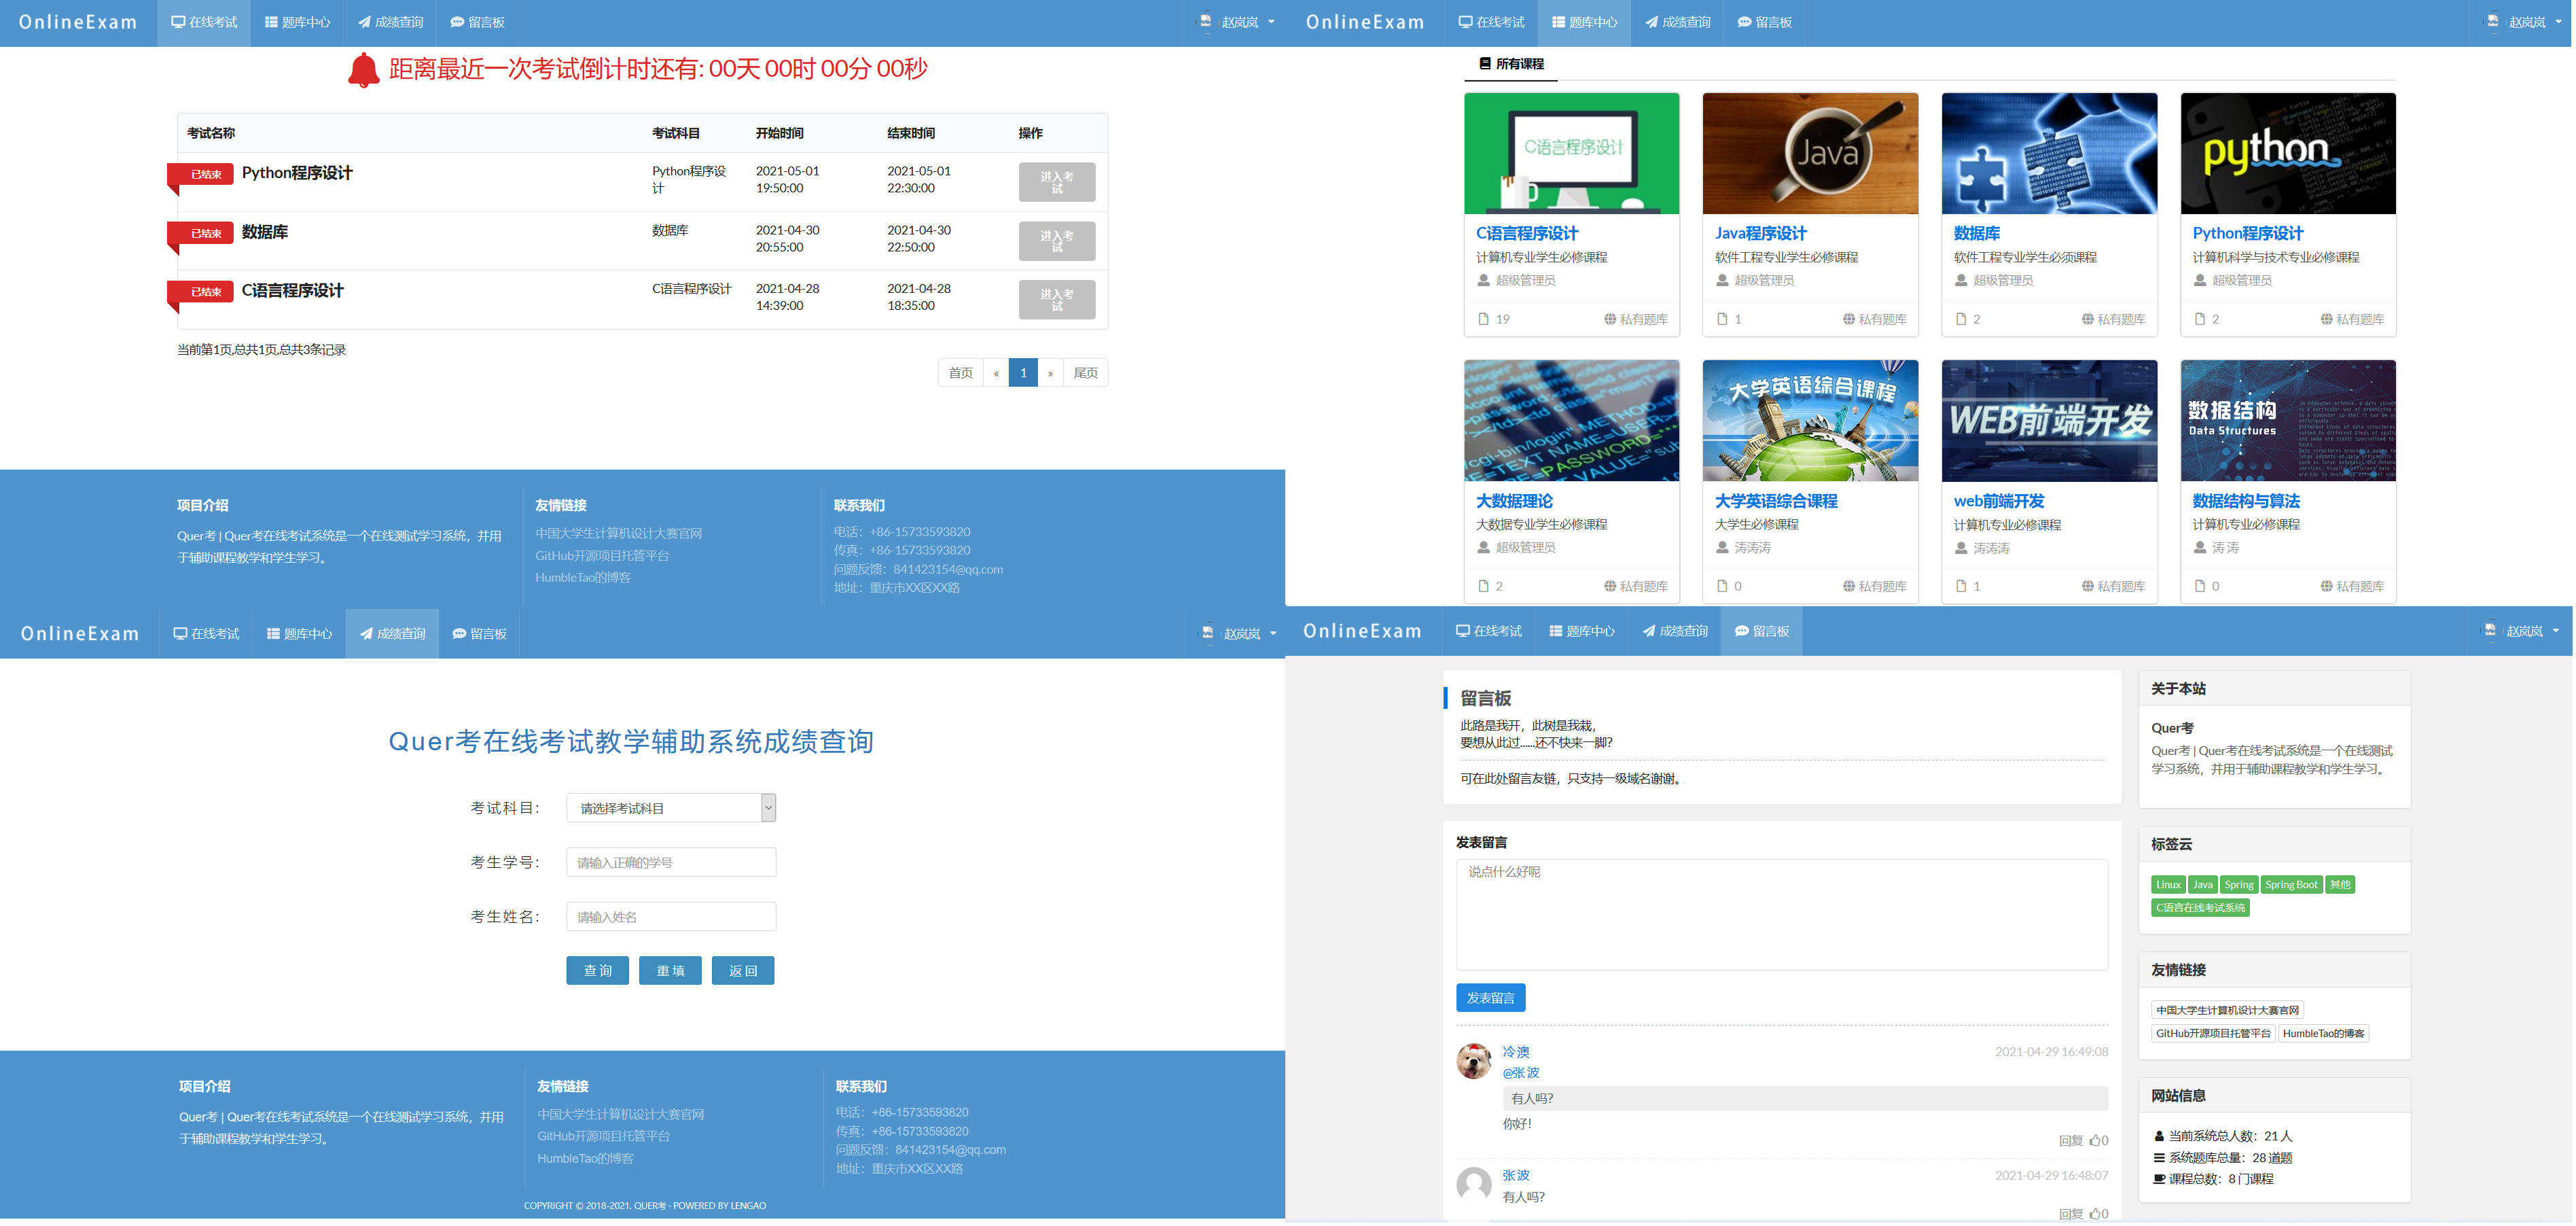 OnlineExam 在线考试 题库中心 成绩查询 留言板 赵岚岚
距离最近一次考试倒计时还有: 00天 00时 00分 00秒
考试名称 考试科目 开始时间 结束时间 操作
已结束 Python程序设计 Python程序设 2021-05-01 2021-05-01 进入考
计 19:50:00 22:30:00 试
已结束 数据库 数据库 2021-04-30 2021-04-30 进入考
20:55:00 22:50:00 试
已结束 C语言程序设计 C语言程序设计 2021-04-28 2021-04-28 进入考
14:39:00 18:35:00 试
当前第1页,总共1页,总共3条记录
首页 « 1 » 尾页
项目介绍 友情链接 联系我们
Quer考 | Quer考在线考试系统是一个在线测试学习系统，并用
于辅助课程教学和学生学习。
中国大学生计算机设计大赛官网
GitHub开源项目托管平台
HumbleTao的博客
电话：+86-15733593820
传真：+86-15733593820
问题反馈：841423154@qq.com
地址：重庆市XX区XX路
OnlineExam 在线考试 题库中心 成绩查询 留言板 赵岚岚
所有课程
C语言程序设计 Java python
C语言程序设计 Java程序设计 数据库 Python程序设计
计算机专业学生必修课程 软件工程专业学生必修课程 软件工程专业学生必须课程 计算机科学与技术专业必修课程
超级管理员 超级管理员 超级管理员 超级管理员
19 私有题库 1 私有题库 2 私有题库 2 私有题库
大学英语综合课程 WEB前端开发 数据结构
Data Structures
大数据理论 大学英语综合课程 web前端开发 数据结构与算法
大数据专业学生必修课程 大学生必修课程 计算机专业必修课程 计算机专业必修课程
超级管理员 涛涛涛 涛涛涛 涛 涛
2 私有题库 0 私有题库 1 私有题库 0 私有题库
OnlineExam 在线考试 题库中心 成绩查询 留言板 赵岚岚
Quer考在线考试教学辅助系统成绩查询
考试科目： 请选择考试科目
考生学号： 请输入正确的学号
考生姓名： 请输入姓名
查 询 重 填 返 回
项目介绍 友情链接 联系我们
Quer考 | Quer考在线考试系统是一个在线测试学习系统，并用
于辅助课程教学和学生学习。
中国大学生计算机设计大赛官网
GitHub开源项目托管平台
HumbleTao的博客
电话：+86-15733593820
传真：+86-15733593820
问题反馈：841423154@qq.com
地址：重庆市XX区XX路
COPYRIGHT © 2018-2021. QUER考 · POWERED BY LENGAO
OnlineExam 在线考试 题库中心 成绩查询 留言板 赵岚岚
留言板
此路是我开，此树是我栽，
要想从此过......还不快来一脚?
可在此处留言友链，只支持一级域名谢谢。
发表留言
说点什么好呢
发表留言
冷 澳 2021-04-29 16:49:08
@张 波
有人吗?
你好!
回复 0
张 波 2021-04-29 16:48:07
有人吗?
回复 0
关于本站
Quer考
Quer考 | Quer考在线考试系统是一个在线测试
学习系统，并用于辅助课程教学和学生学习。
标签云
Linux Java Spring Spring Boot 其他
C语言在线考试系统
友情链接
中国大学生计算机设计大赛官网
GitHub开源项目托管平台 HumbleTao的博客
网站信息
当前系统总人数：21 人
系统题库总量：28 道题
课程总数：8 门课程